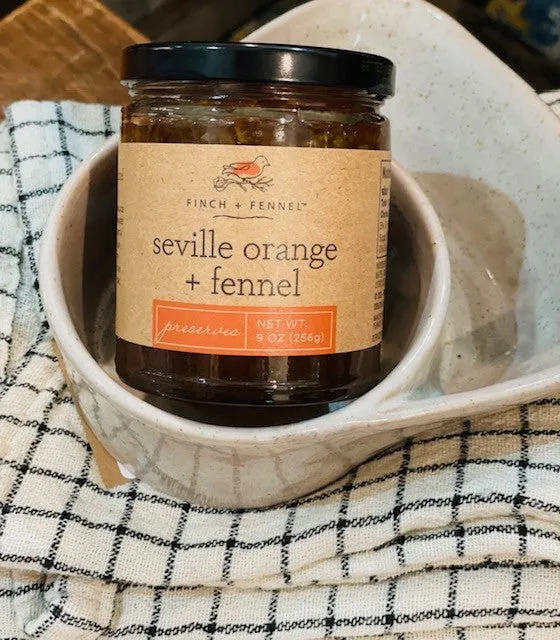 FINCH + FENNEL™
seville orange
+ fennel
preserves
NET WT.
9 OZ (256g)